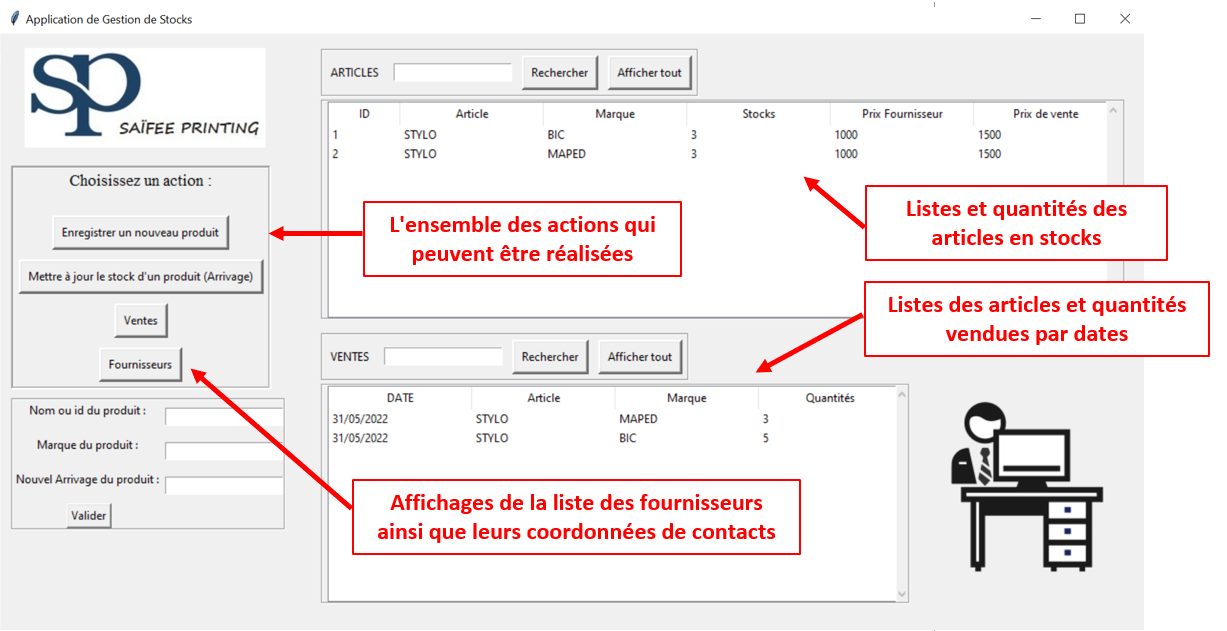 Application de Gestion de Stocks
sp
SAÏFEE PRINTING
Choisissez un action :
Enregistrer un nouveau produit
Mettre à jour le stock d'un produit (Arrivage)
Ventes
Fournisseurs
Nom ou id du produit :
Marque du produit :
Nouvel Arrivage du produit :
Valider
ARTICLES Rechercher Afficher tout
ID Article Marque Stocks Prix Fournisseur Prix de vente
1 STYLO BIC 3 1000 1500
2 STYLO MAPED 3 1000 1500
L'ensemble des actions qui
peuvent être réalisées
Listes et quantités des
articles en stocks
Listes des articles et quantités
vendues par dates
VENTES Rechercher Afficher tout
DATE Article Marque Quantités
31/05/2022 STYLO MAPED 3
31/05/2022 STYLO BIC 5
Affichages de la liste des fournisseurs
ainsi que leurs coordonnées de contacts